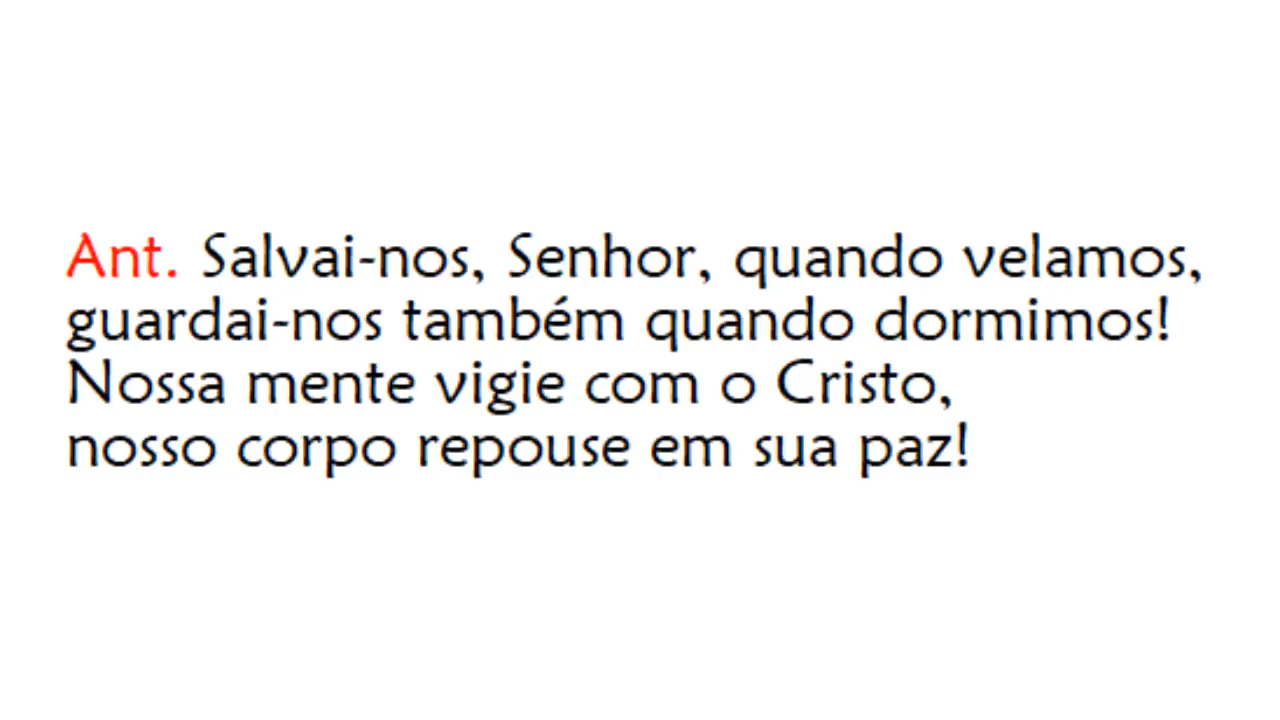 Ant. Salvai-nos, Senhor, quando velamos,
guardai-nos também quando dormimos!
Nossa mente vigie com o Cristo,
nosso corpo repouse em sua paz!